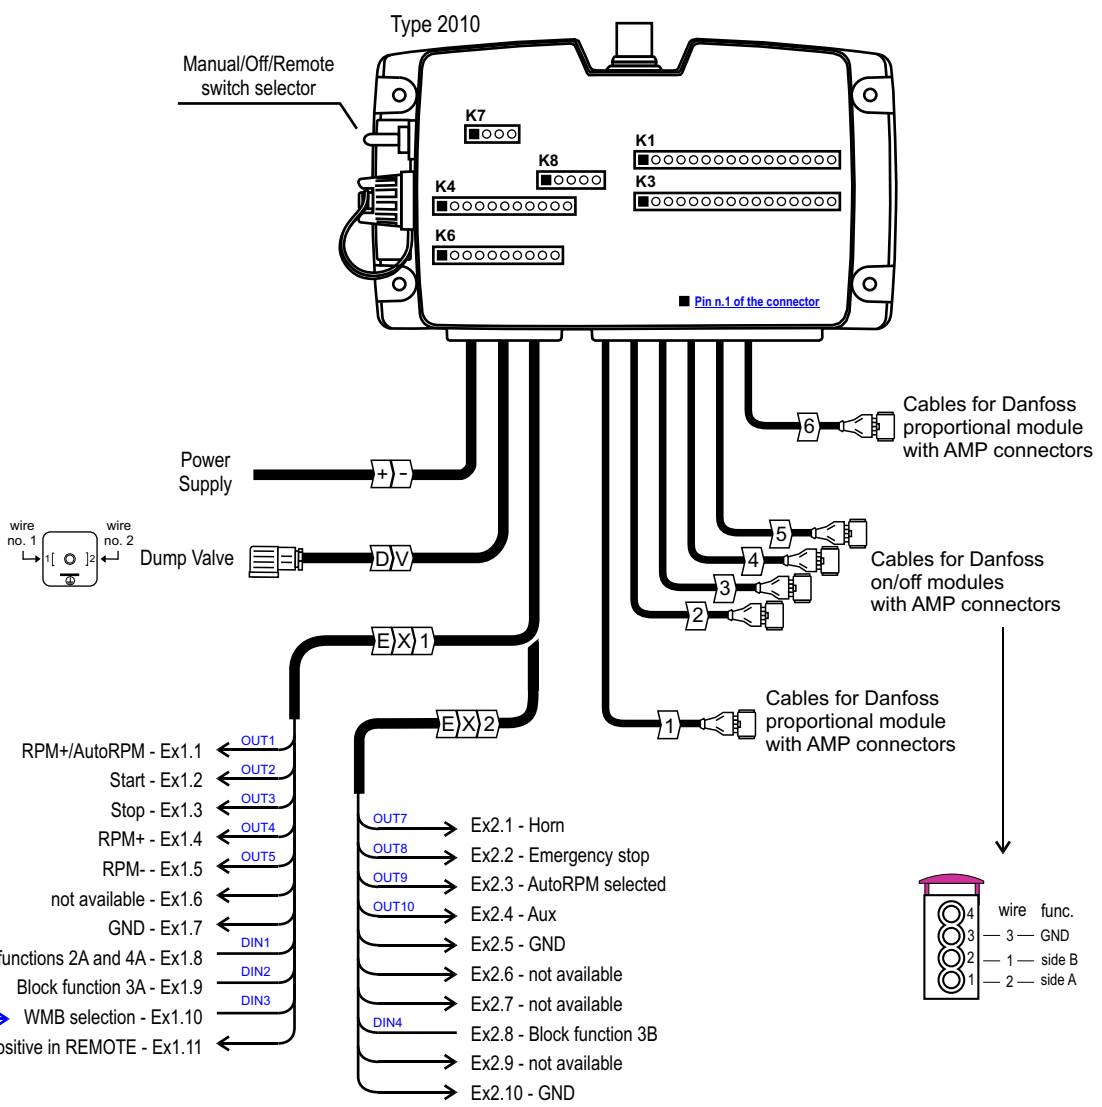 Type 2010
Manual/Off/Remote
switch selector
K7
K1
K8
K3
K4
K6
Pin n.1 of the connector
Cables for Danfoss
proportional module
with AMP connectors
6
Power
Supply
+ -
wire
no. 1
wire
no. 2
1[ ]2
Dump Valve
D V
5
4
3
2
Cables for Danfoss
on/off modules
with AMP connectors
E X 1
E X 2
1
Cables for Danfoss
proportional module
with AMP connectors
RPM+/AutoRPM - Ex1.1 OUT1
Start - Ex1.2 OUT2
Stop - Ex1.3 OUT3
RPM+ - Ex1.4 OUT4
RPM- - Ex1.5 OUT5
not available - Ex1.6
GND - Ex1.7
functions 2A and 4A - Ex1.8 DIN1
Block function 3A - Ex1.9 DIN2
WMB selection - Ex1.10 DIN3
ositive in REMOTE - Ex1.11
OUT7 Ex2.1 - Horn
OUT8 Ex2.2 - Emergency stop
OUT9 Ex2.3 - AutoRPM selected
OUT10 Ex2.4 - Aux
Ex2.5 - GND
Ex2.6 - not available
Ex2.7 - not available
DIN4 Ex2.8 - Block function 3B
Ex2.9 - not available
Ex2.10 - GND
wire func.
4
3 — 3 — GND
2 — 1 — side B
1 — 2 — side A